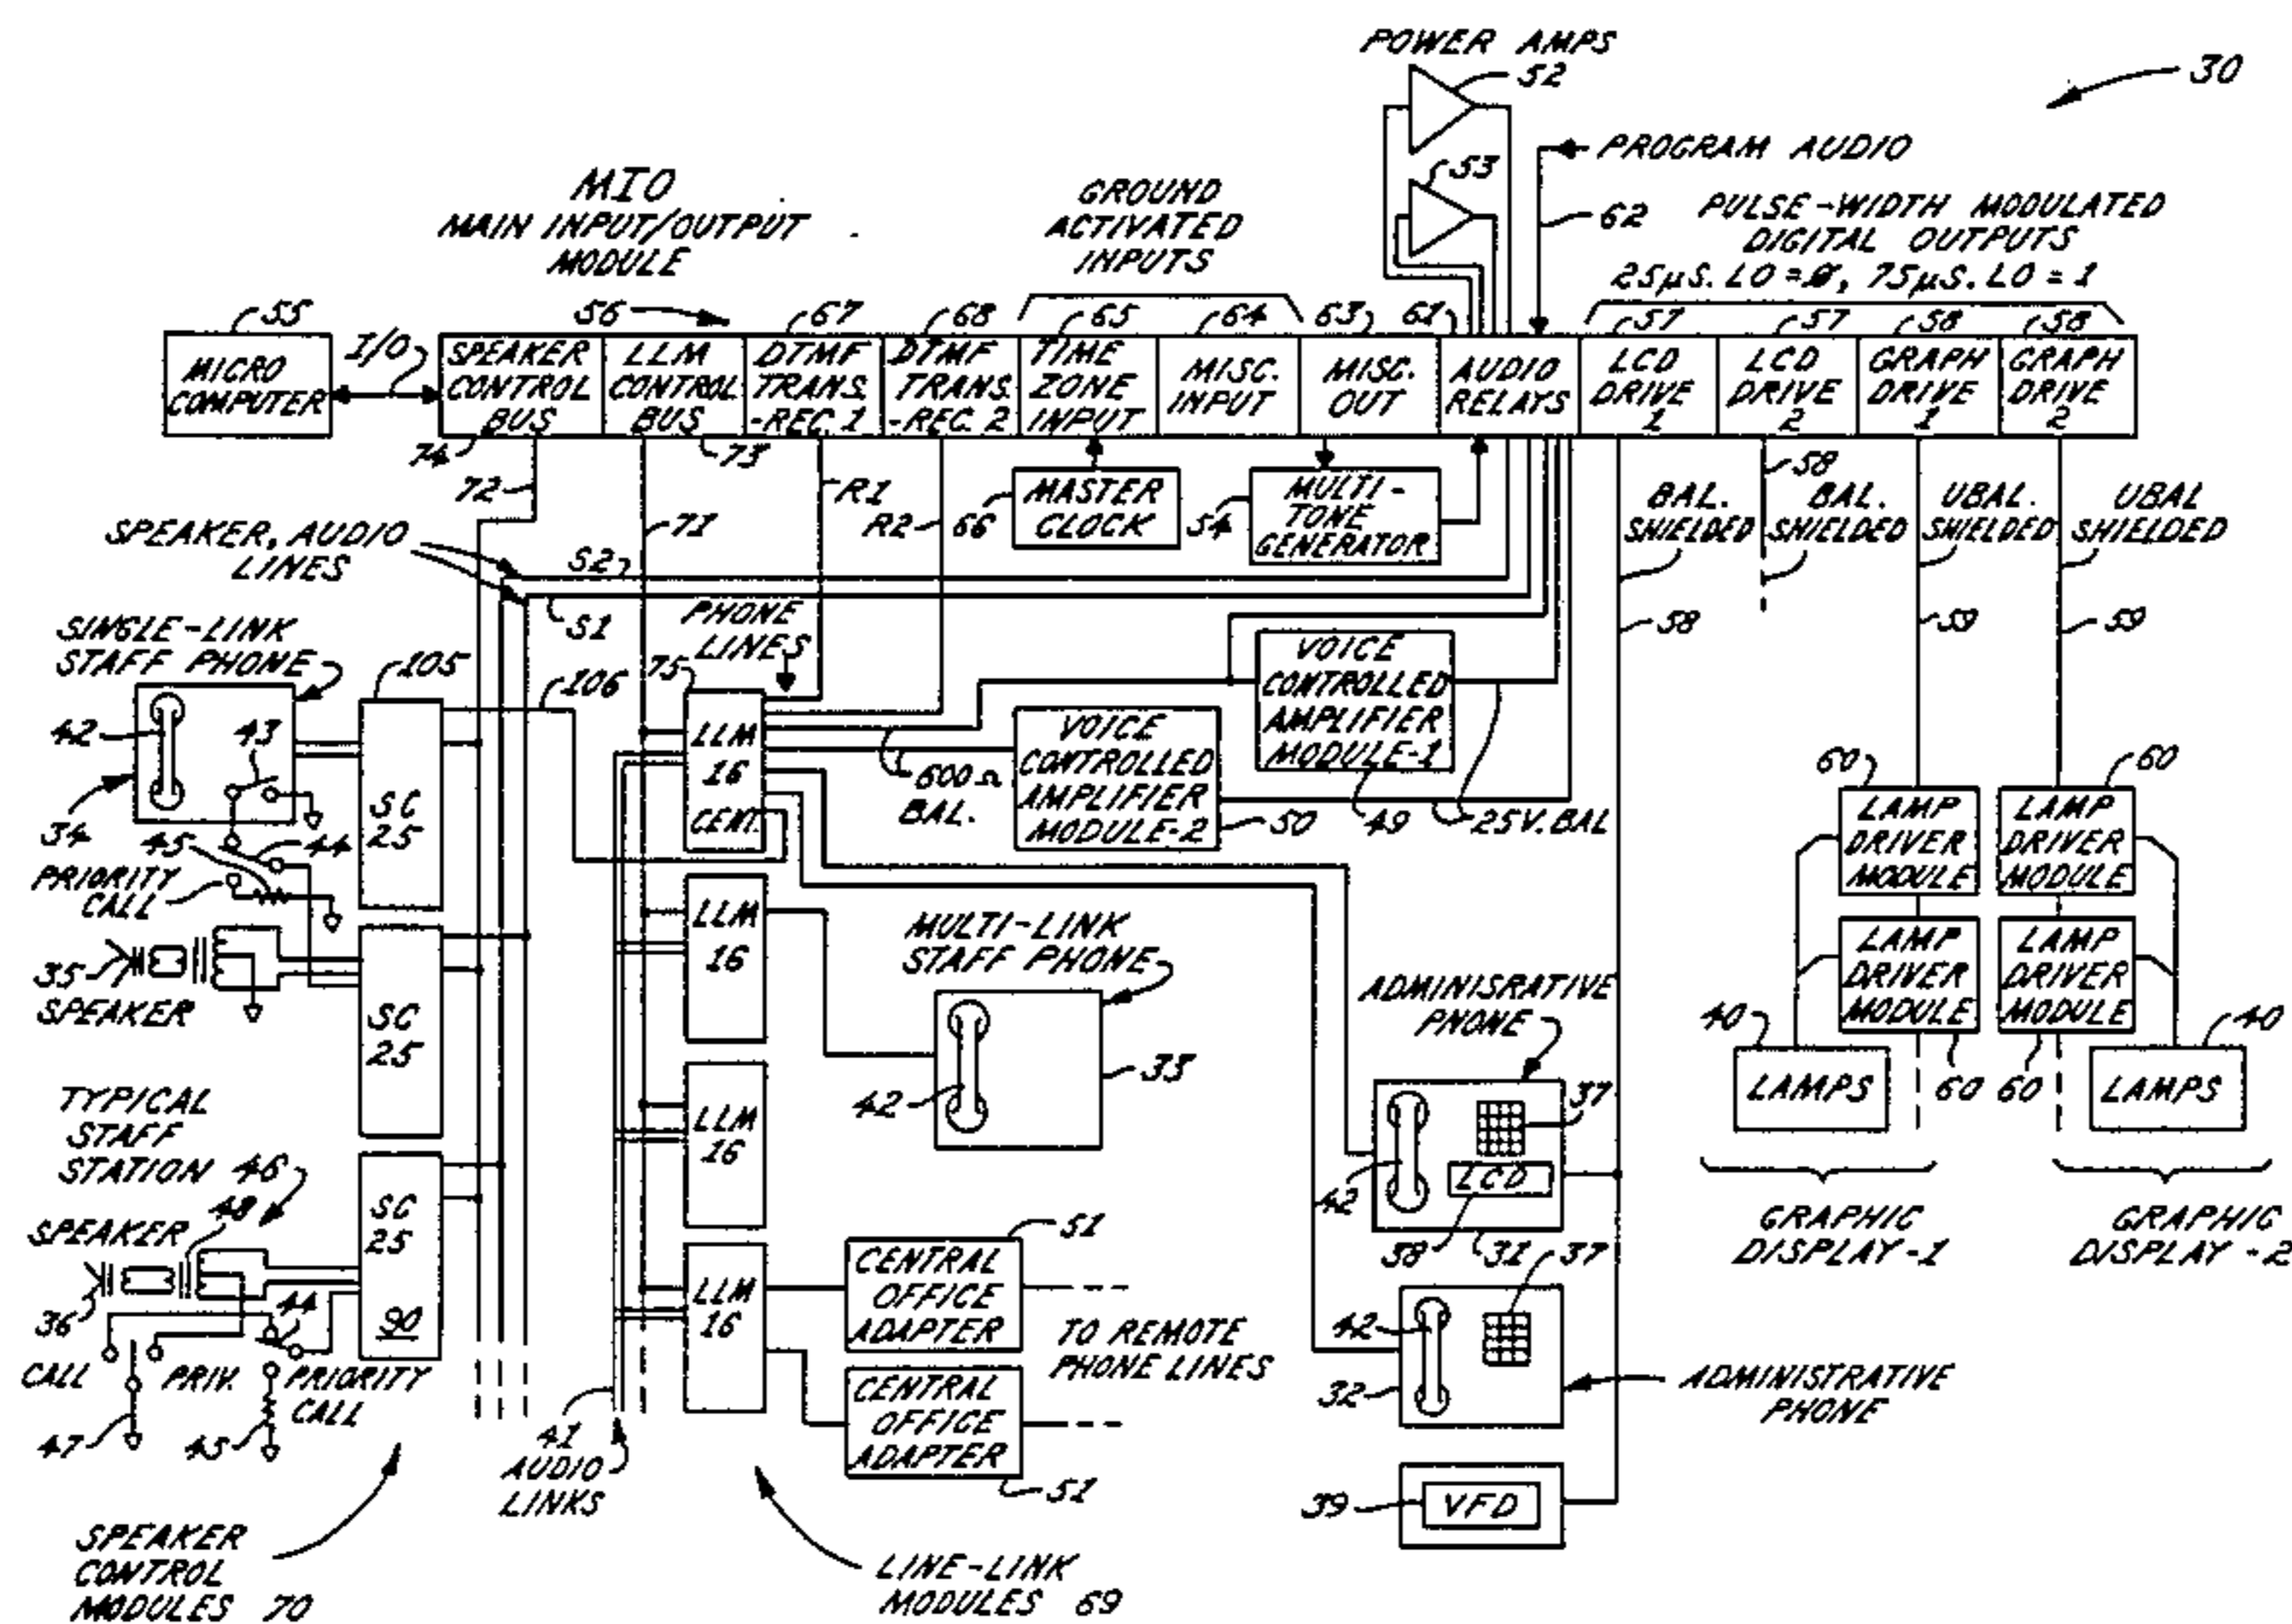 POWER AMPS
52
30
PROGRAM AUDIO
53
62
MIO
MAIN INPUT/OUTPUT
MODULE
GROUND
ACTIVATED
INPUTS
PULSE-WIDTH MODULATED
DIGITAL OUTPUTS
25µS. LO = 0, 75µS. LO = 1
55
I/O
56
67
68
65
64
63
61
57
57
58
58
MICRO
COMPUTER
SPEAKER
CONTROL
BUS
LLM
CONTROL
BUS
DTMF
TRANS.
-REC. 1
DTMF
TRANS.
-REC. 2
TIME
ZONE
INPUT
MISC.
INPUT
MISC.
OUT
AUDIO
RELAYS
LCD
DRIVE
1
LCD
DRIVE
2
GRAPH
DRIVE
1
GRAPH
DRIVE
2
74
73
72
71
R1
R2
66
MASTER
CLOCK
54
MULTI-
TONE
GENERATOR
58
BAL.
SHIELDED
BAL.
SHIELDED
UBAL.
SHIELDED
UBAL
SHIELDED
SPEAKER, AUDIO
LINES
S2
S1
PHONE
LINES
58
59
59
SINGLE-LINK
STAFF PHONE
105
106
75
42
43
34
45
44
PRIORITY
CALL
SC
25
LLM
16
CENT.
600 Ω
BAL.
VOICE
CONTROLLED
AMPLIFIER
MODULE-1
49
VOICE
CONTROLLED
AMPLIFIER
MODULE-2
50
25V. BAL
60
LAMP
DRIVER
MODULE
60
LAMP
DRIVER
MODULE
35
SPEAKER
SC
25
LLM
16
MULTI-LINK
STAFF PHONE
42
33
ADMINISRATIVE
PHONE
LAMP
DRIVER
MODULE
LAMP
DRIVER
MODULE
40
LAMPS
60
60
40
LAMPS
GRAPHIC
DISPLAY-1
GRAPHIC
DISPLAY-2
TYPICAL
STAFF
STATION
46
LLM
16
37
42
LCD
38
31
SPEAKER
48
36
44
SC
25
90
CALL
PRIV.
PRIORITY
CALL
47
45
LLM
16
51
CENTRAL
OFFICE
ADAPTER
CENTRAL
OFFICE
ADAPTER
51
TO REMOTE
PHONE LINES
37
42
32
ADMINISTRATIVE
PHONE
41
AUDIO
LINKS
39
VFD
SPEAKER
CONTROL
MODULES 70
LINE-LINK
MODULES 69